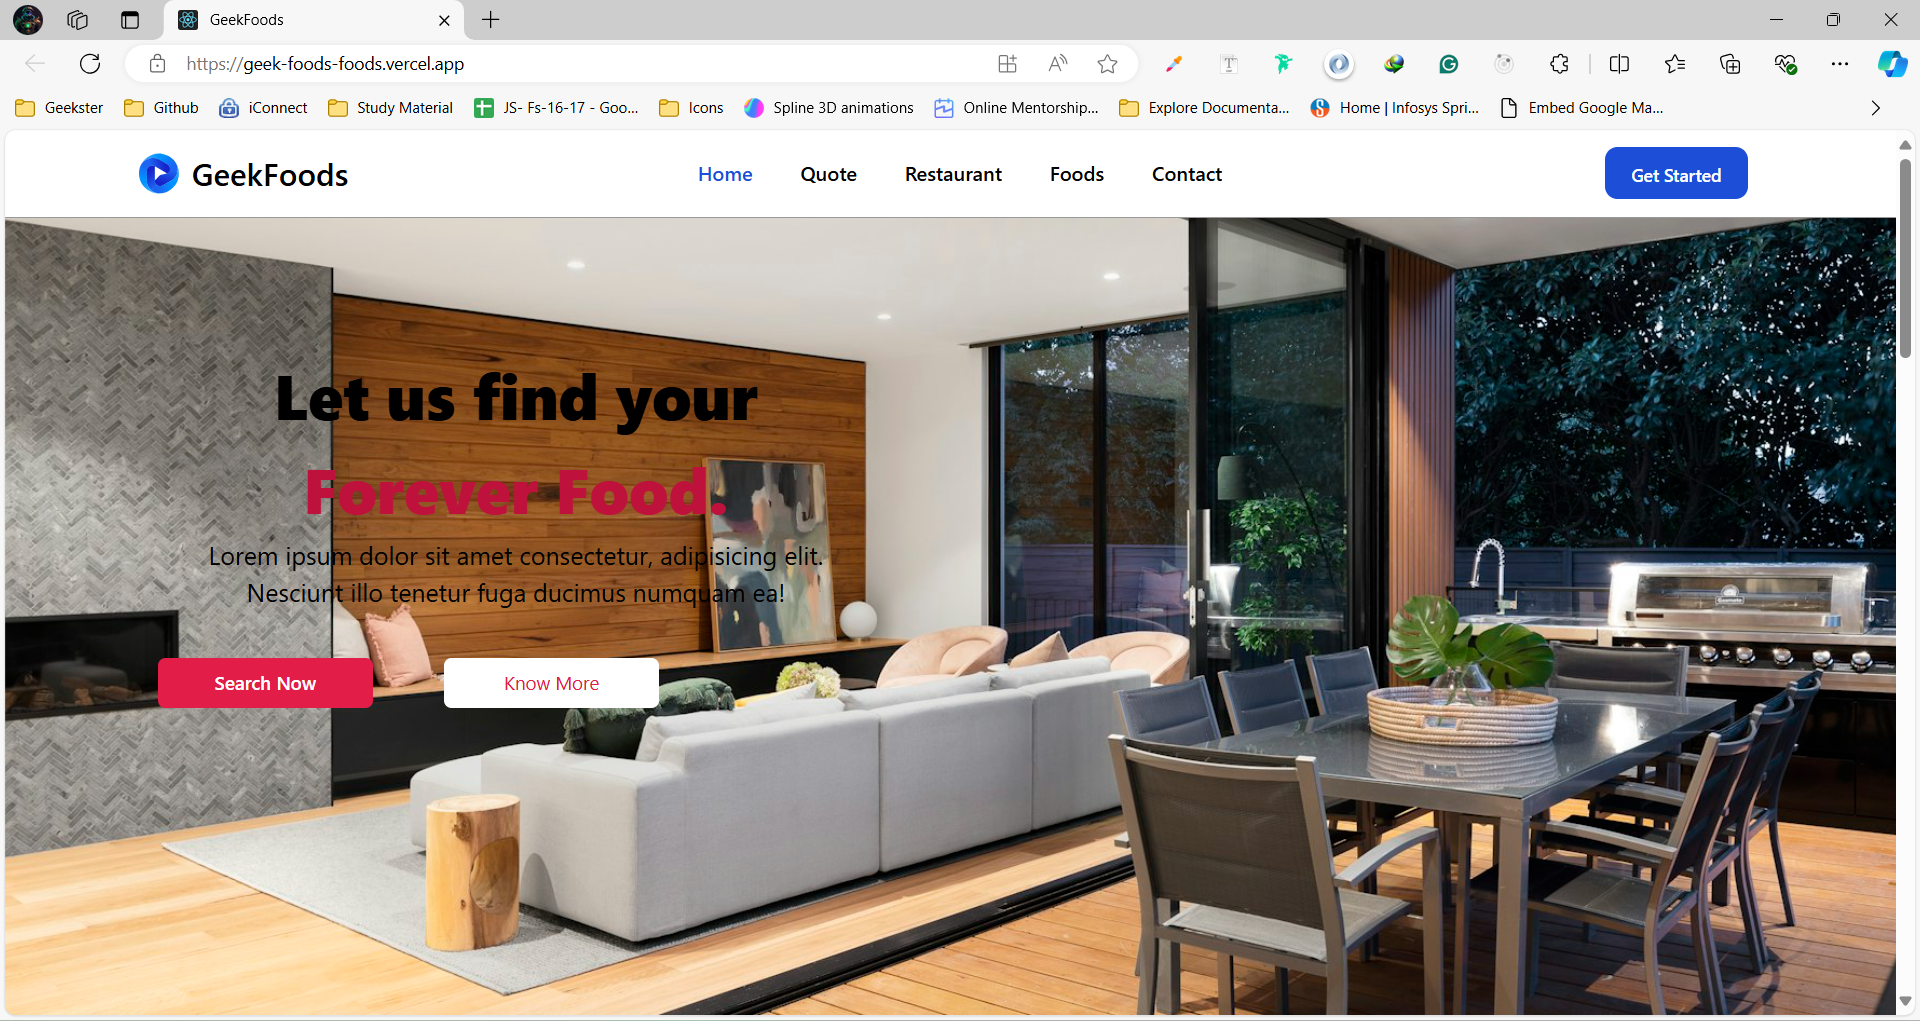 GeekFoods
https://geek-foods-foods.vercel.app
Geekster Github iConnect Study Material JS- Fs-16-17 - Goo... Icons Spline 3D animations Online Mentorship... Explore Documenta... Home | Infosys Spri... Embed Google Ma...
GeekFoods Home Quote Restaurant Foods Contact Get Started
Let us find your
Forever Food.
Lorem ipsum dolor sit amet consectetur, adipisicing elit.
Nesciunt illo tenetur fuga ducimus numquam ea!
Search Now Know More